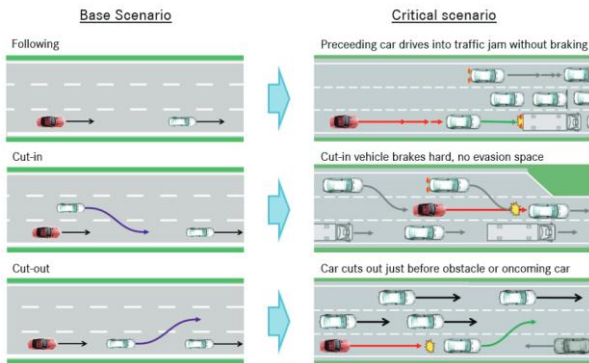 Base Scenario
Critical scenario
Following
Preceeding car drives into traffic jam without braking
Cut-in
Cut-in vehicle brakes hard, no evasion space
Cut-out
Car cuts out just before obstacle or oncoming car